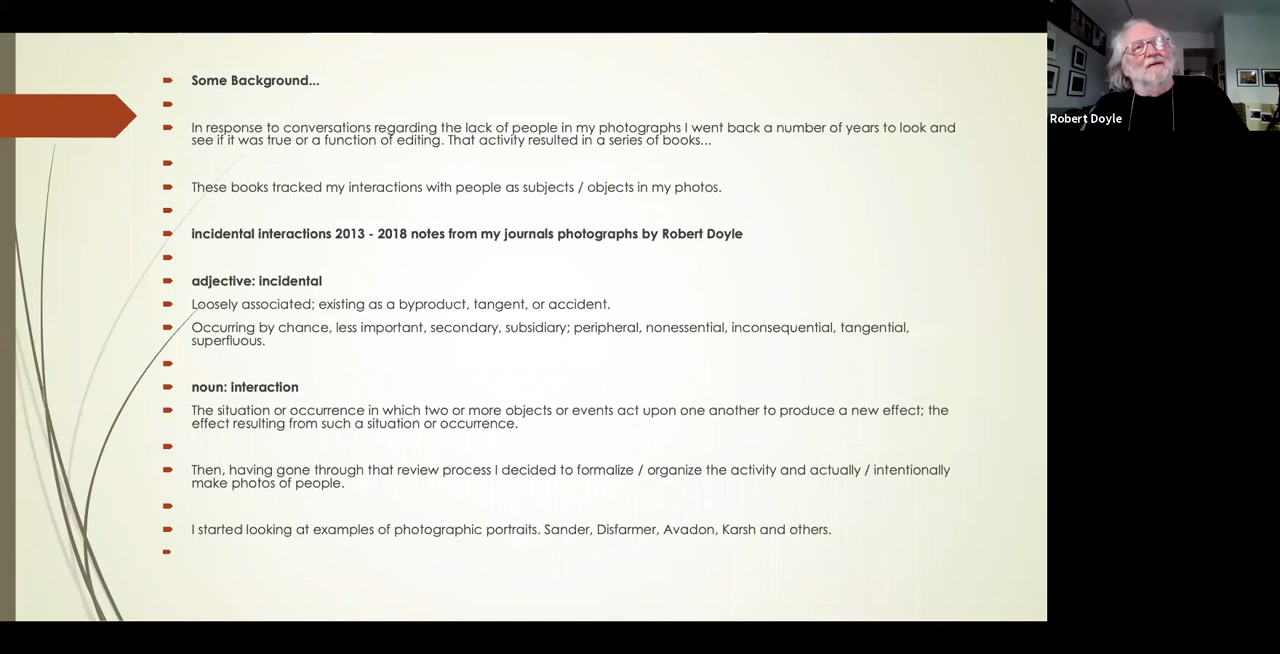 Some Background...
In response to conversations regarding the lack of people in my photographs I went back a number of years to look and
see if it was true or a function of editing. That activity resulted in a series of books...
These books tracked my interactions with people as subjects / objects in my photos.
incidental interactions 2013 - 2018 notes from my journals photographs by Robert Doyle
adjective: incidental
Loosely associated; existing as a byproduct, tangent, or accident.
Occurring by chance, less important, secondary, subsidiary; peripheral, nonessential, inconsequential, tangential,
superfluous.
noun: interaction
The situation or occurrence in which two or more objects or events act upon one another to produce a new effect; the
effect resulting from such a situation or occurrence.
Then, having gone through that review process I decided to formalize / organize the activity and actually / intentionally
make photos of people.
I started looking at examples of photographic portraits. Sander, Disfarmer, Avadon, Karsh and others.
Robert Doyle